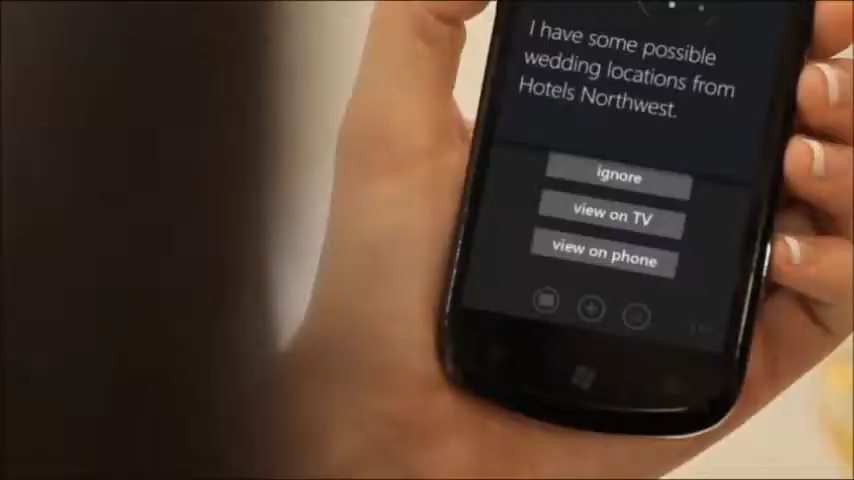 I have some possible
wedding locations from
Hotels Northwest.
ignore
view on TV
view on phone